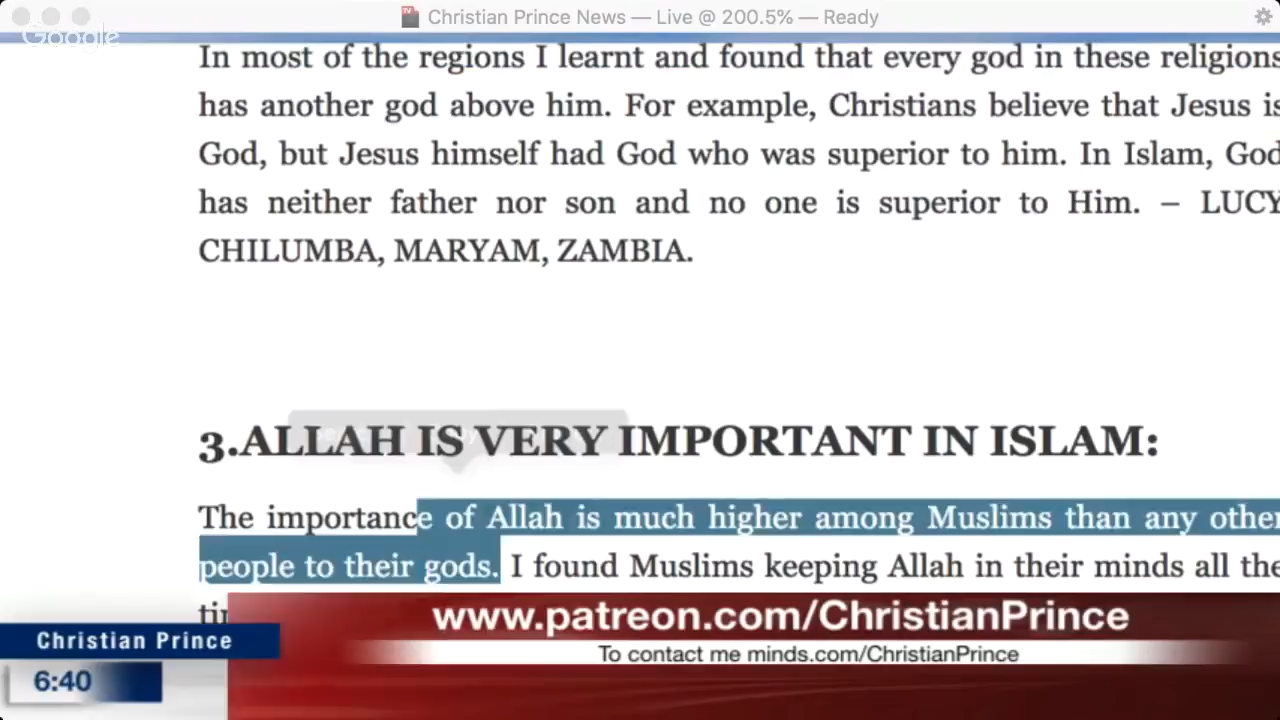 Christian Prince News — Live @ 200.5% — Ready
Google
In most of the regions I learnt and found that every god in these religions
has another god above him. For example, Christians believe that Jesus is
God, but Jesus himself had God who was superior to him. In Islam, God
has neither father nor son and no one is superior to Him. – LUCY
CHILUMBA, MARYAM, ZAMBIA.
3.ALLAH IS VERY IMPORTANT IN ISLAM:
The importance of Allah is much higher among Muslims than any other
people to their gods. I found Muslims keeping Allah in their minds all the
www.patreon.com/ChristianPrince
Christian Prince
To contact me minds.com/ChristianPrince
6:40